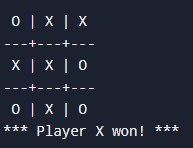 O | X | X
---+---+---
X | X | O
---+---+---
O | X | O
*** Player X won! ***